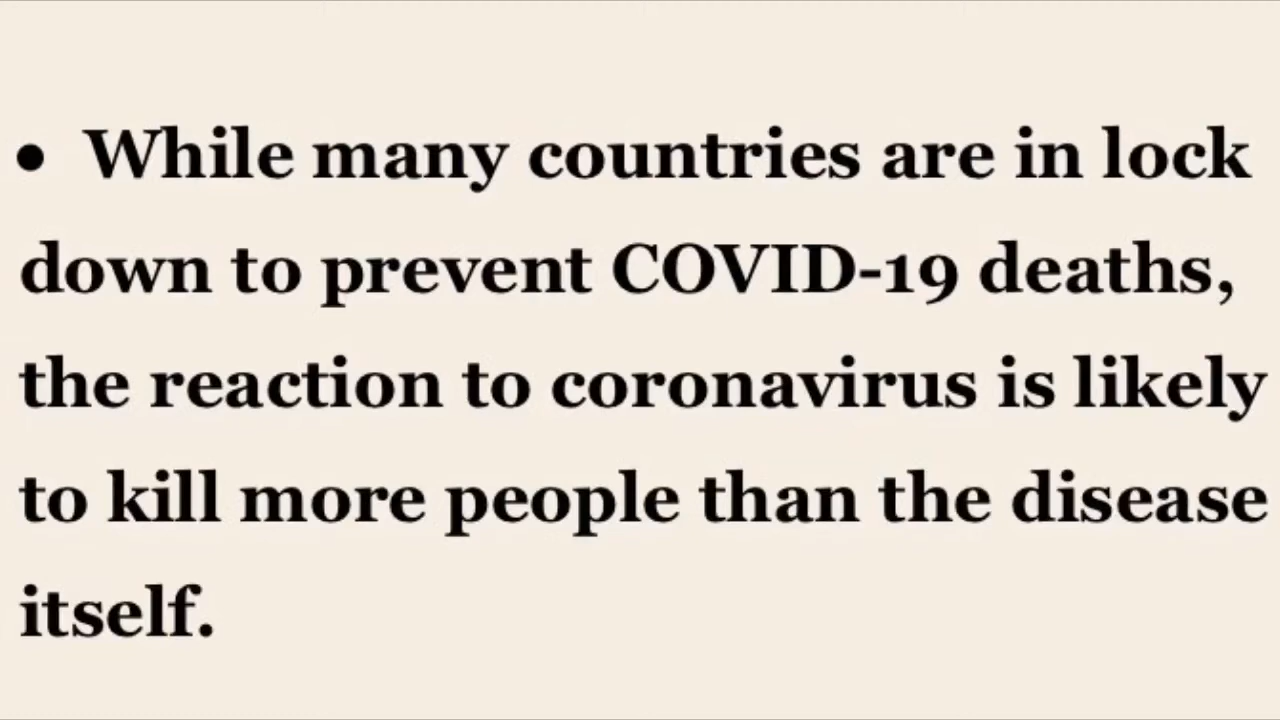 • While many countries are in lock
down to prevent COVID-19 deaths,
the reaction to coronavirus is likely
to kill more people than the disease
itself.